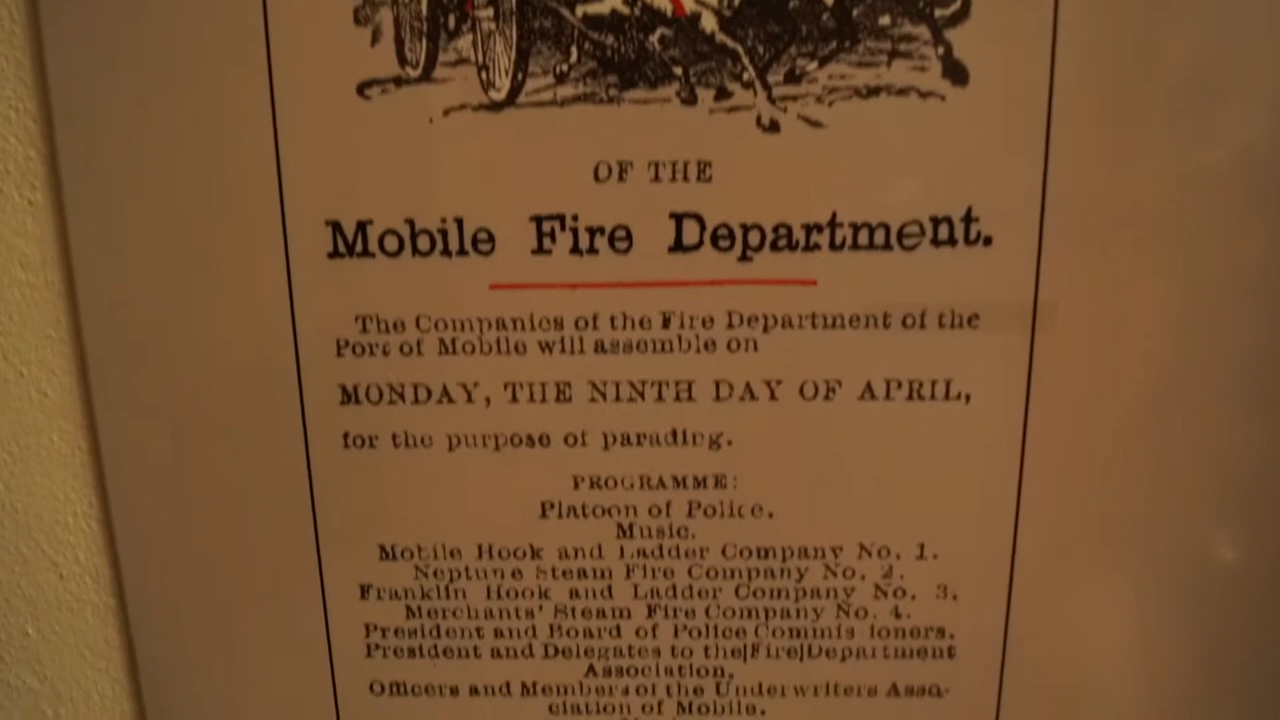 OF THE
Mobile Fire Department.
The Companies of the Fire Department of the
Port of Mobile will assemble on
MONDAY, THE NINTH DAY OF APRIL,
for the purpose of parading.
PROGRAMME:
Platoon of Police.
Music.
Mobile Hook and Ladder Company No. 1.
Neptune Steam Fire Company No. 2.
Franklin Hook and Ladder Company No. 3.
Merchants' Steam Fire Company No. 4.
President and Board of Police Commis ioners.
President and Delegates to the|Fire|Department
Association.
Officers and Members of the Underwriters Asso-
ciation of Mobile.